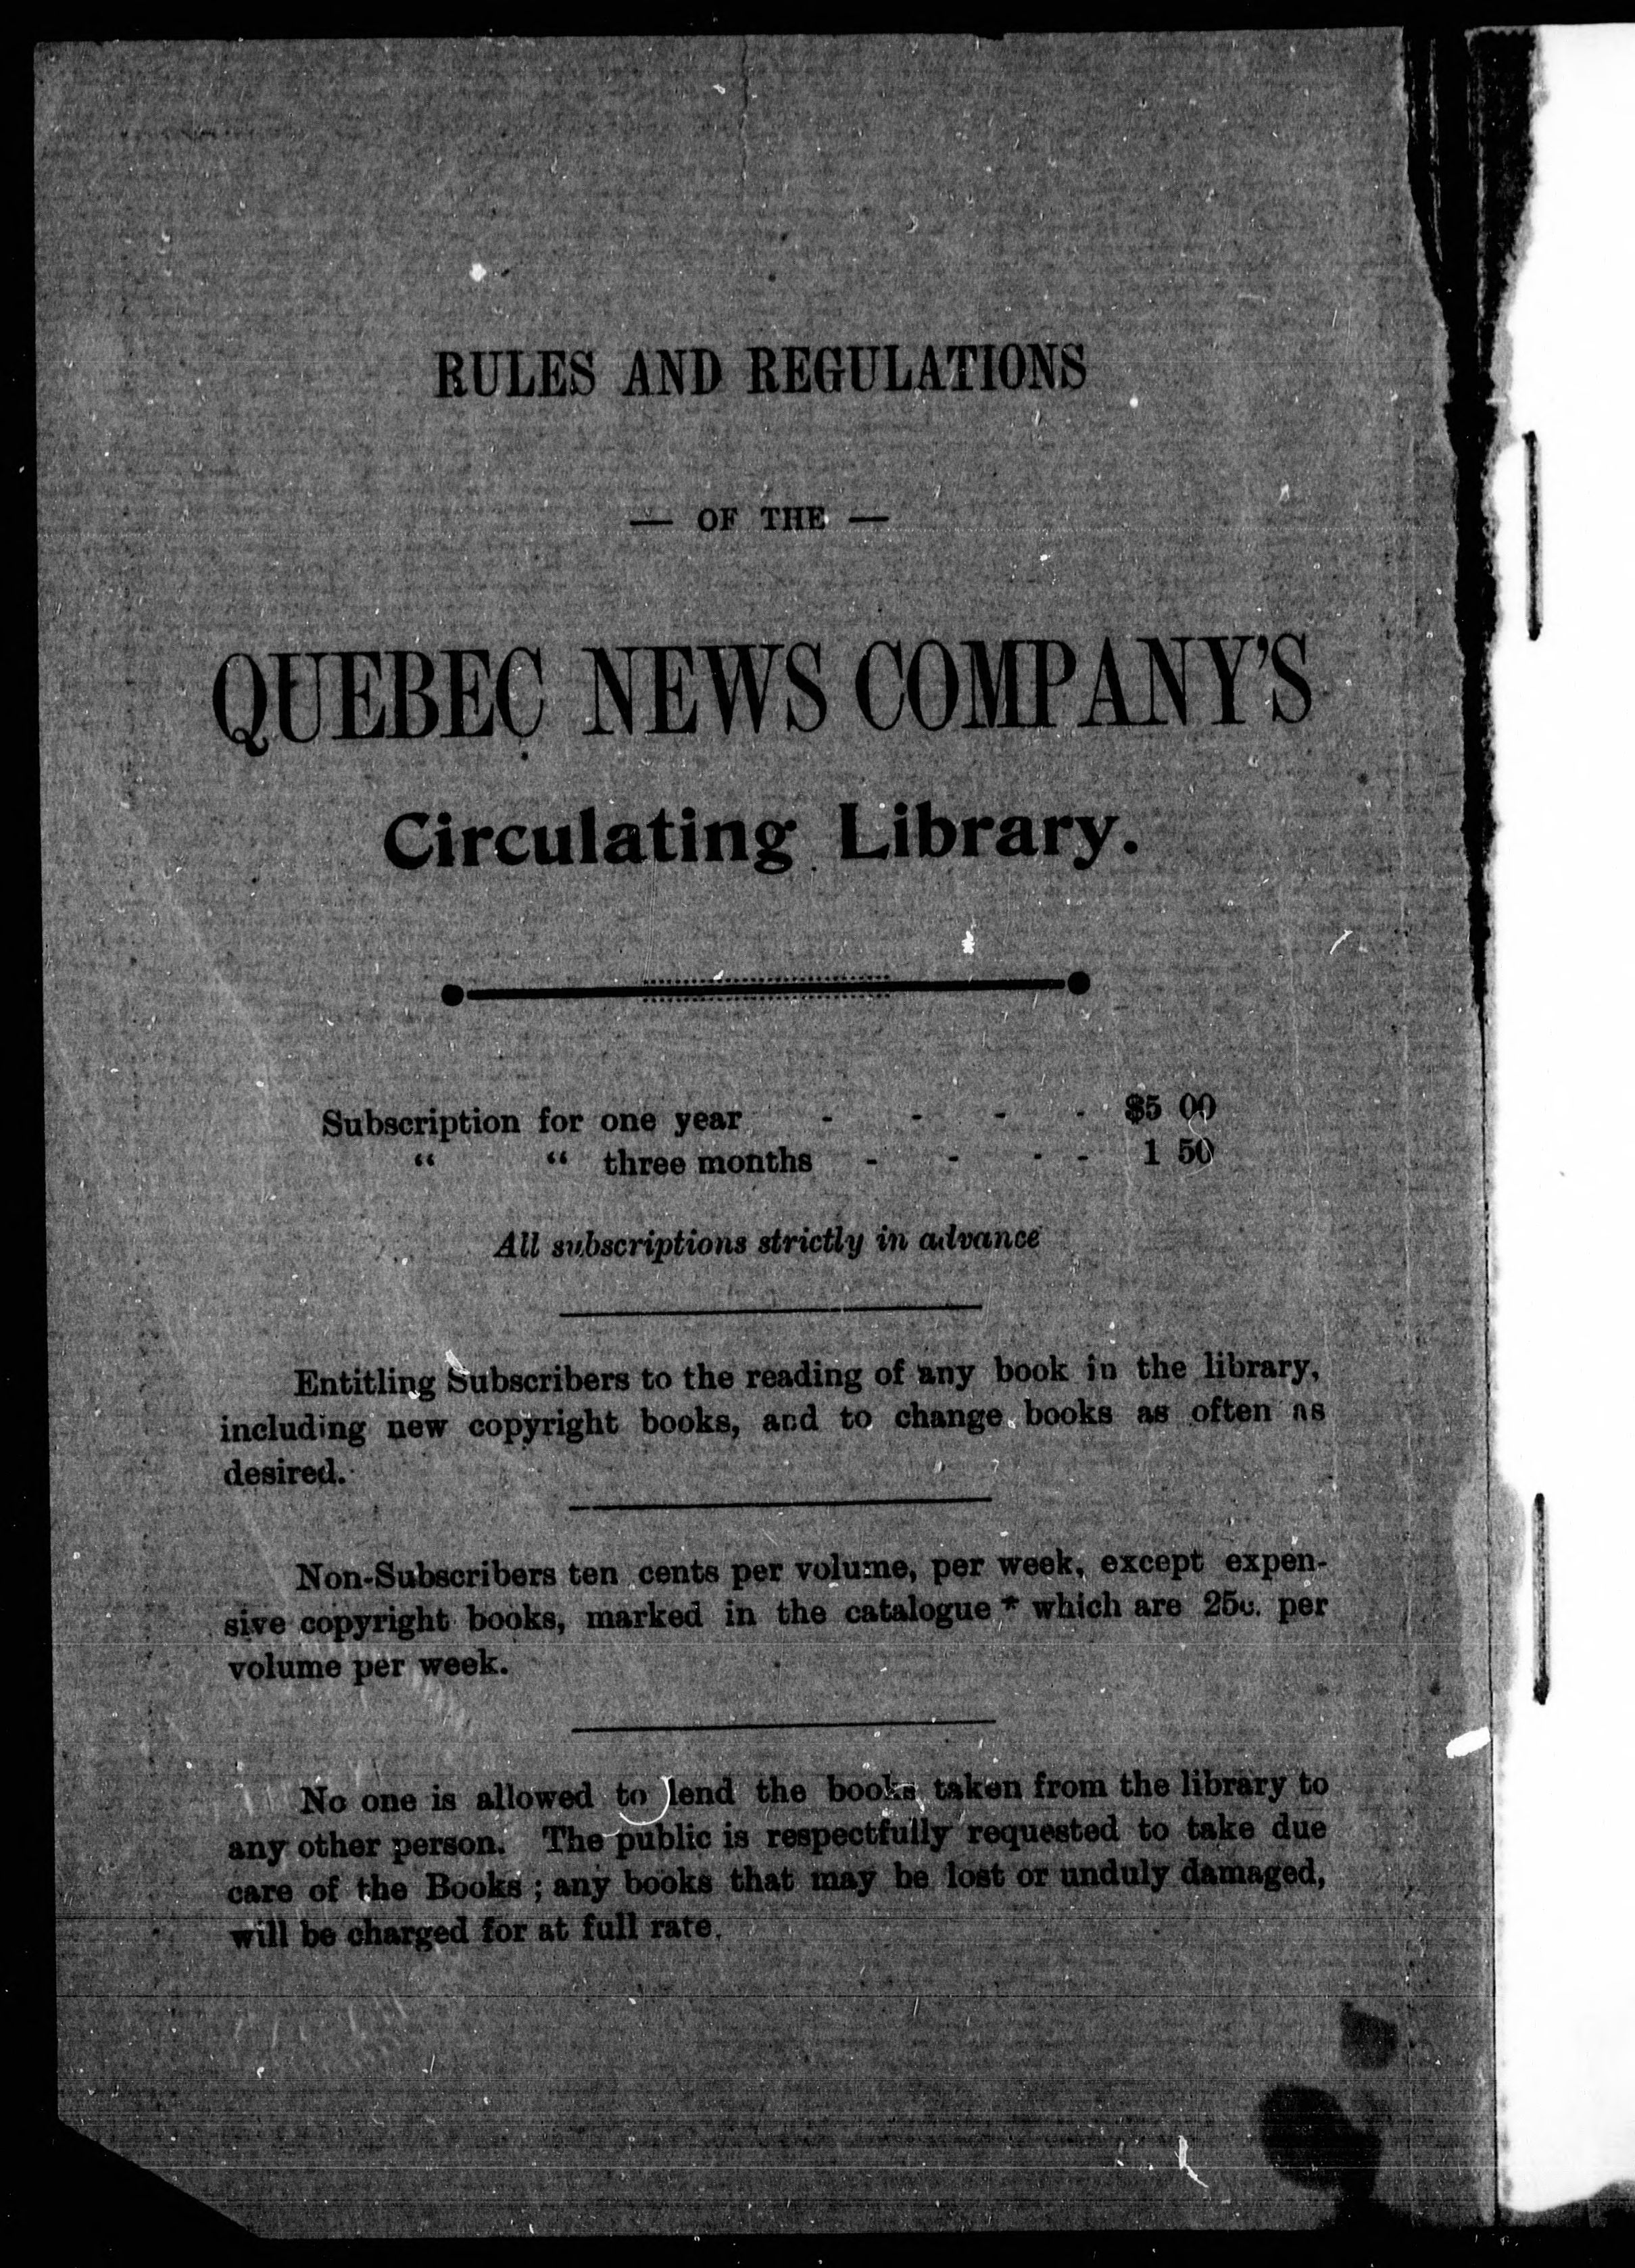 RULES AND REGULATIONS
— OF THE —
QUEBEC NEWS COMPANY'S
Circulating Library.
Subscription for one year - - - - $5 00
“ “ three months - - - - 1 50
All subscriptions strictly in advance
Entitling Subscribers to the reading of any book in the library,
including new copyright books, and to change books as often as
desired.
Non-Subscribers ten cents per volume, per week, except expen-
sive copyright books, marked in the catalogue * which are 25c. per
volume per week.
No one is allowed to lend the books taken from the library to
any other person. The public is respectfully requested to take due
care of the Books ; any books that may be lost or unduly damaged,
will be charged for at full rate.